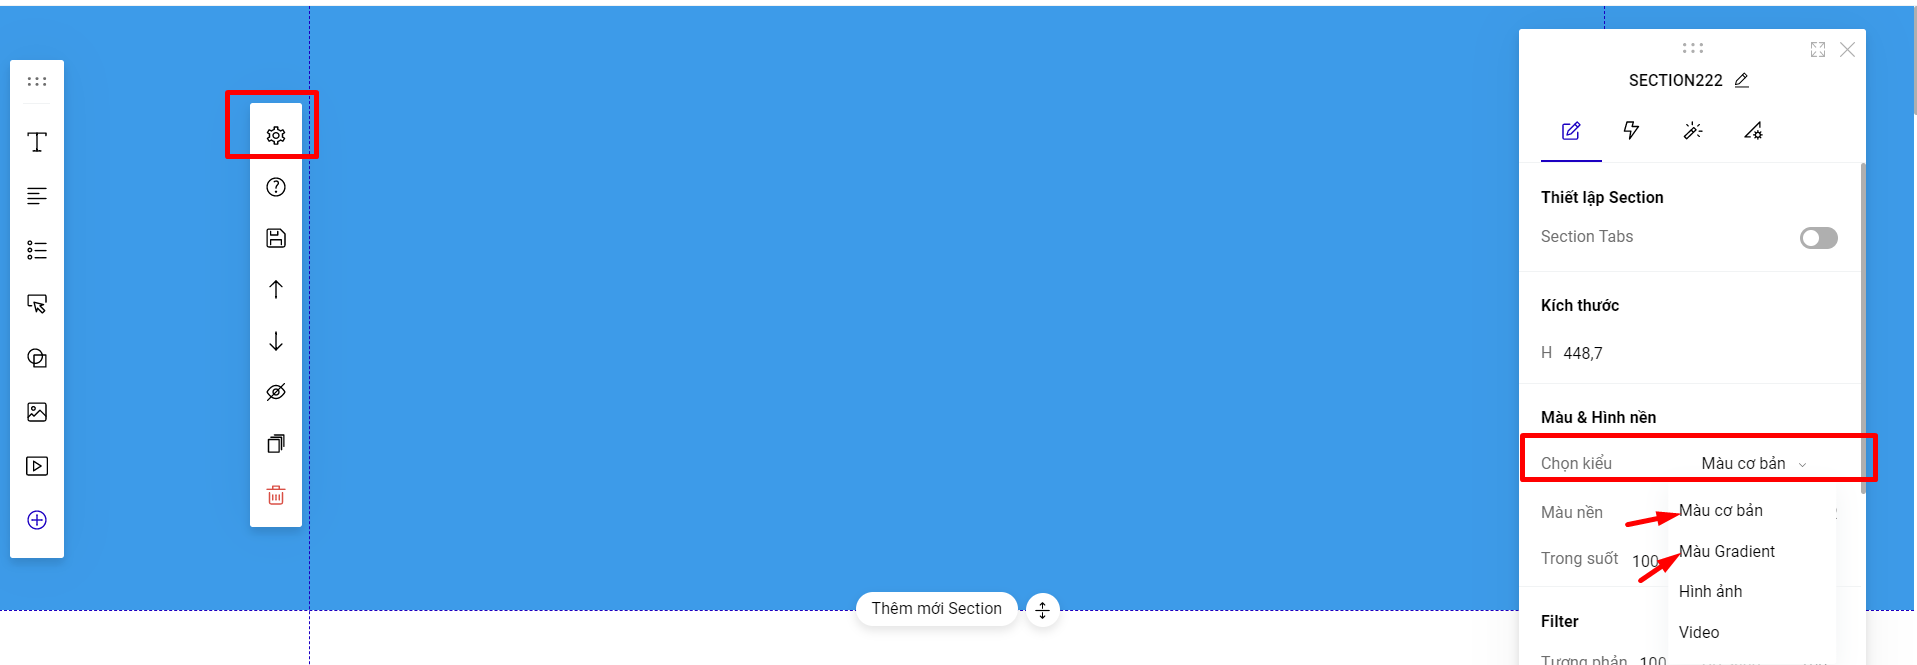 SECTION222
Thiết lập Section
Section Tabs
Kích thước
H 448,7
Màu & Hình nền
Chọn kiểu Màu cơ bản
Màu nền
Màu cơ bản
Màu Gradient
Trong suốt 100
Hình ảnh
Thêm mới Section
Filter
Video
Tương phản 100